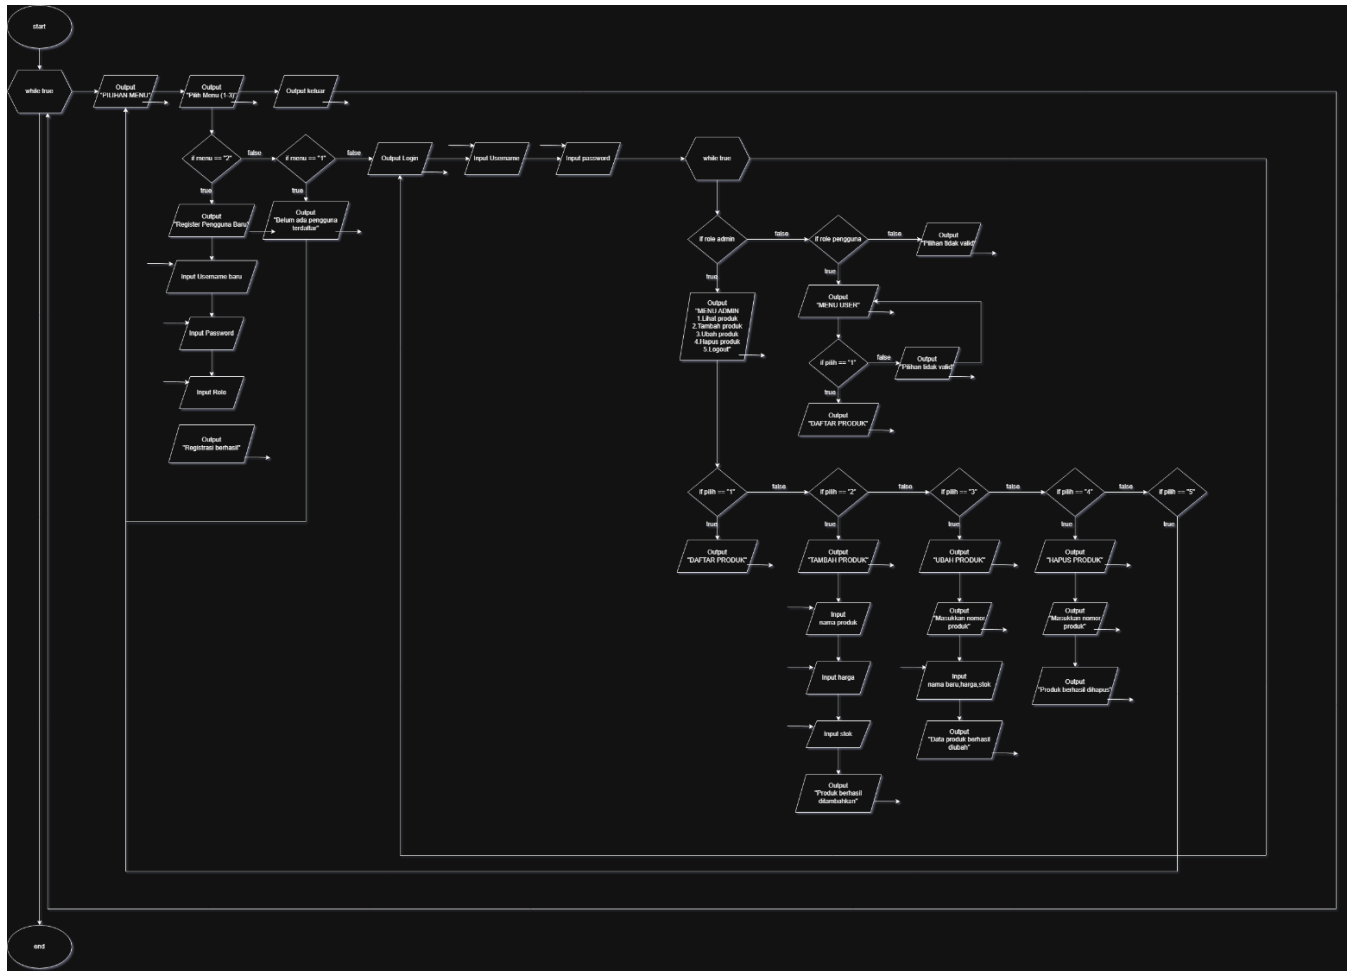 start
while true
Output
"PILIHAN MENU"
Output
"Pilih Menu (1-3)"
Output keluar
if menu == "2"
false
if menu == "1"
false
Output Login
Input Username
Input password
while true
true
true
Output
"Register Pengguna Baru"
Output
"Belum ada pengguna
terdaftar"
Input Username baru
Input Password
Input Role
Output
"Registrasi berhasil"
if role admin
false
if role pengguna
false
Output
"Pilihan tidak valid"
true
true
Output
"MENU ADMIN
1.Lihat produk
2.Tambah produk
3.Ubah produk
4.Hapus produk
5.Logout"
Output
"MENU USER"
if pilih == "1"
false
Output
"Pilihan tidak valid"
true
Output
"DAFTAR PRODUK"
if pilih == "1"
false
if pilih == "2"
false
if pilih == "3"
false
if pilih == "4"
false
if pilih == "5"
true
true
true
true
true
Output
"DAFTAR PRODUK"
Output
"TAMBAH PRODUK"
Output
"UBAH PRODUK"
Output
"HAPUS PRODUK"
Input
nama produk
Output
"Masukkan nomor
produk"
Output
"Masukkan nomor
produk"
Input harga
Input
nama baru,harga,stok
Output
"Produk berhasil dihapus"
Input stok
Output
"Data produk berhasil
diubah"
Output
"Produk berhasil
ditambahkan"
end